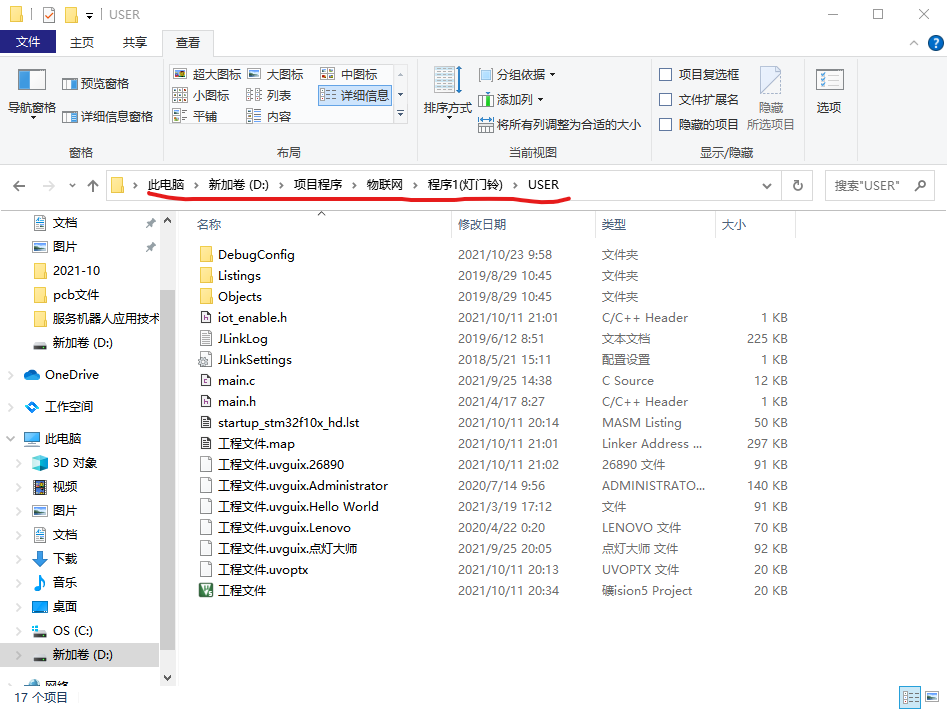 USER
文件 主页 共享 查看
导航窗格 预览窗格 详细信息窗格
窗格
超大图标 大图标 中图标
小图标 列表 详细信息
平铺 内容
布局
排序方式 分组依据 添加列 将所有列调整为合适的大小
当前视图
项目复选框 文件扩展名 隐藏的项目 隐藏所选项目 选项
显示/隐藏
此电脑 新加卷 (D:) 项目程序 物联网 程序1(灯门铃) USER
搜索"USER"
文档
图片
2021-10
pcb文件
服务机器人应用技术
新加卷 (D:)
OneDrive
工作空间
此电脑
3D 对象
视频
图片
文档
下载
音乐
桌面
OS (C:)
新加卷 (D:)
网络
名称 修改日期 类型 大小
DebugConfig 2021/10/23 9:58 文件夹
Listings 2019/8/29 10:45 文件夹
Objects 2019/8/29 10:45 文件夹
iot_enable.h 2021/10/11 21:01 C/C++ Header 1 KB
JLinkLog 2019/6/12 8:51 文本文档 225 KB
JLinkSettings 2018/5/21 15:11 配置设置 1 KB
main.c 2021/9/25 14:38 C Source 12 KB
main.h 2021/4/17 8:27 C/C++ Header 1 KB
startup_stm32f10x_hd.lst 2021/10/11 20:14 MASM Listing 50 KB
工程文件.map 2021/10/11 21:01 Linker Address ... 297 KB
工程文件.uvguix.26890 2021/10/11 21:02 26890 文件 91 KB
工程文件.uvguix.Administrator 2020/7/14 9:56 ADMINISTRATO... 140 KB
工程文件.uvguix.Hello World 2021/3/19 17:12 文件 91 KB
工程文件.uvguix.Lenovo 2020/4/22 0:20 LENOVO 文件 70 KB
工程文件.uvguix.点灯大师 2021/9/25 20:05 点灯大师 文件 92 KB
工程文件.uvoptx 2021/10/11 20:13 UVOPTX 文件 20 KB
工程文件 2021/10/11 20:34 礦ision5 Project 20 KB
17 个项目